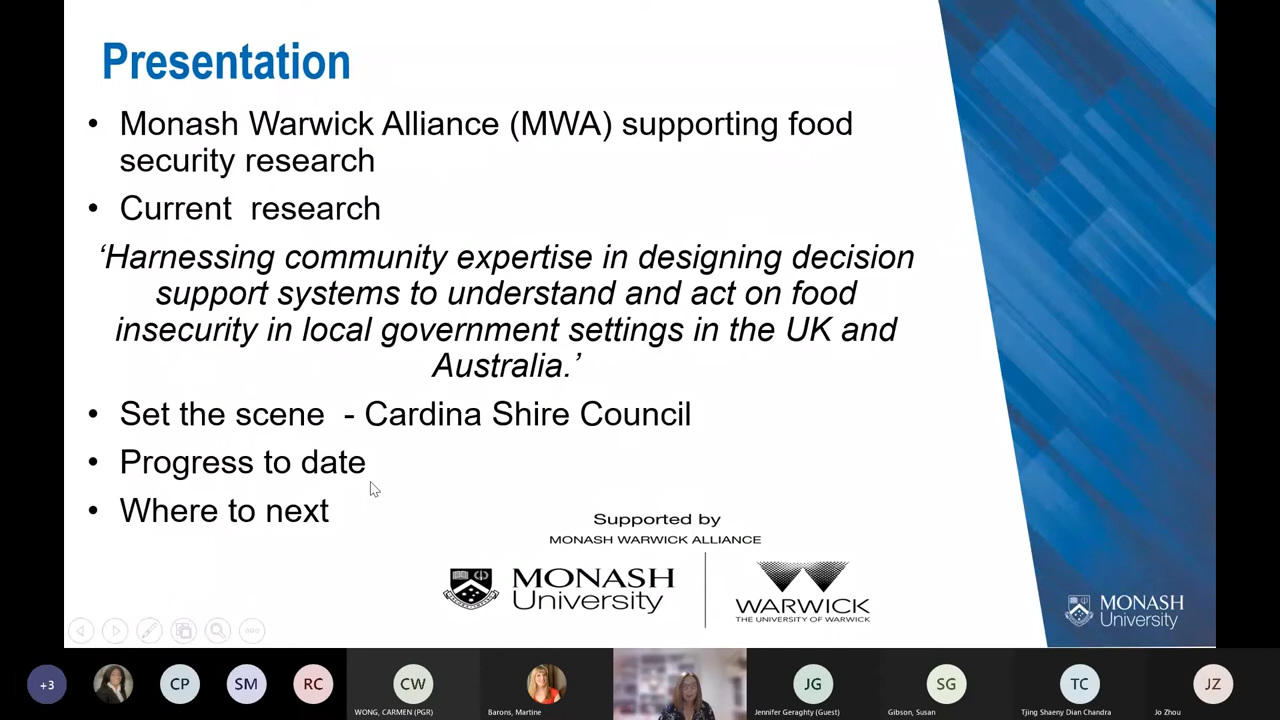 Presentation
• Monash Warwick Alliance (MWA) supporting food
security research
• Current  research
‘Harnessing community expertise in designing decision
support systems to understand and act on food
insecurity in local government settings in the UK and
Australia.’
• Set the scene  - Cardina Shire Council
• Progress to date
• Where to next
Supported by
MONASH WARWICK ALLIANCE
MONASH
University
WARWICK
THE UNIVERSITY OF WARWICK
MONASH
University
+3
CP
SM
RC
CW
WONG, CARMEN (PGR)
Barons, Martine
JG
Jennifer Geraghty (Guest)
SG
Gibson, Susan
TC
Tjing Shaeny Dian Chandra
JZ
Jo Zhou